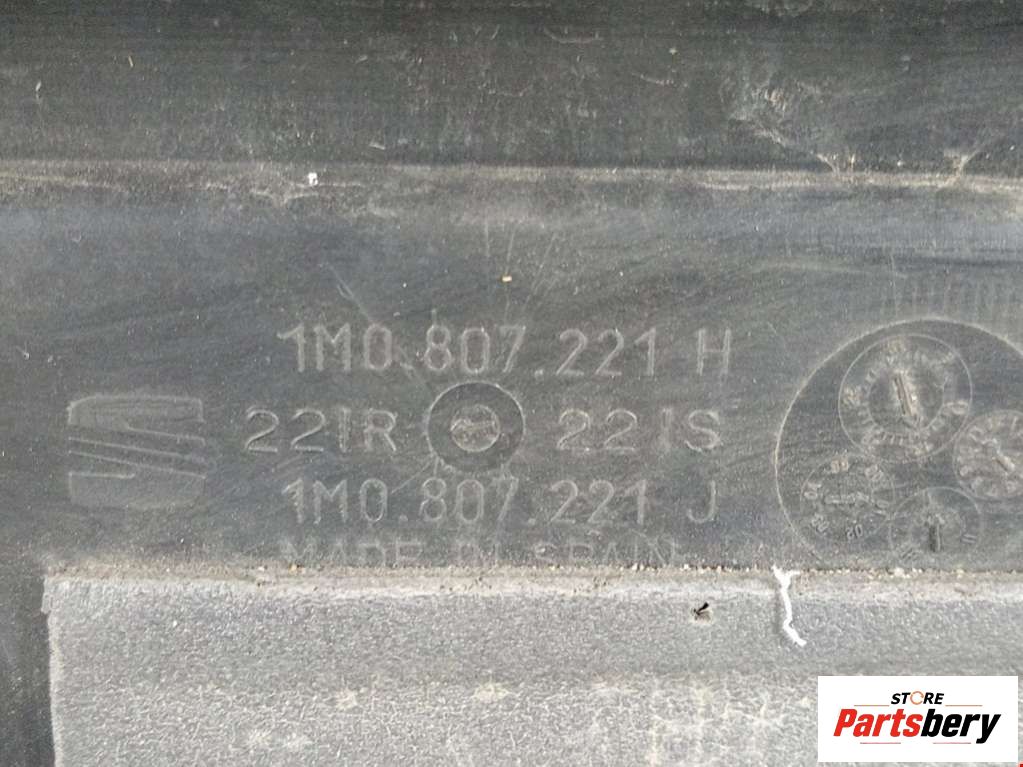 1M0.807.221 H
221R 221S
1M0.807.221 J
MADE IN SPAIN
STORE
Partsbery